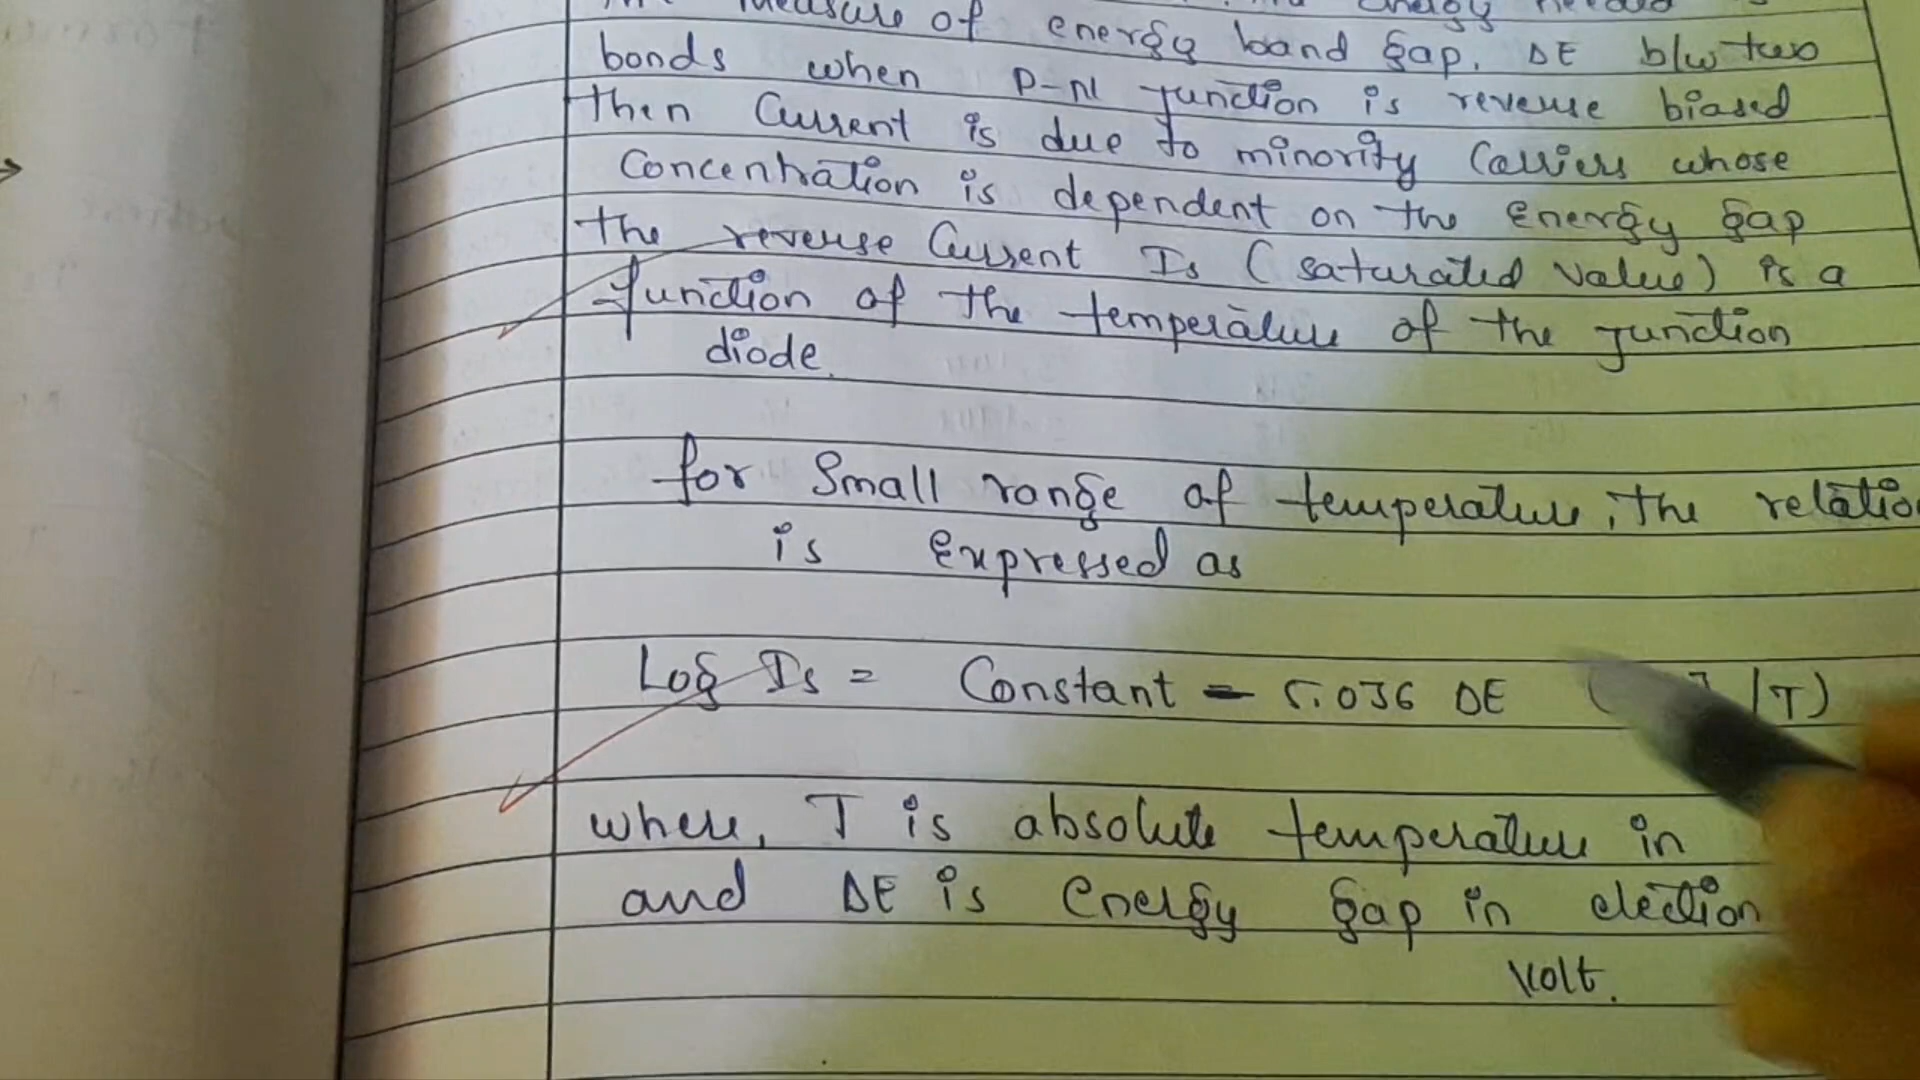 measure of energy
energy band gap. ΔE b/w two
bonds when P-N junction is reverse biased
then Current is due to minority Carriers whose
Concentration is dependent on the Energy gap
the reverse Current Is (saturated value) is a
function of the temperature of the junction
diode.
for Small range of temperature, the relatio
is Expressed as
Log Is = Constant - 5.036 ΔE ( /T)
where, T is absolute temperature in
and ΔE is Energy gap in electron
Volt.